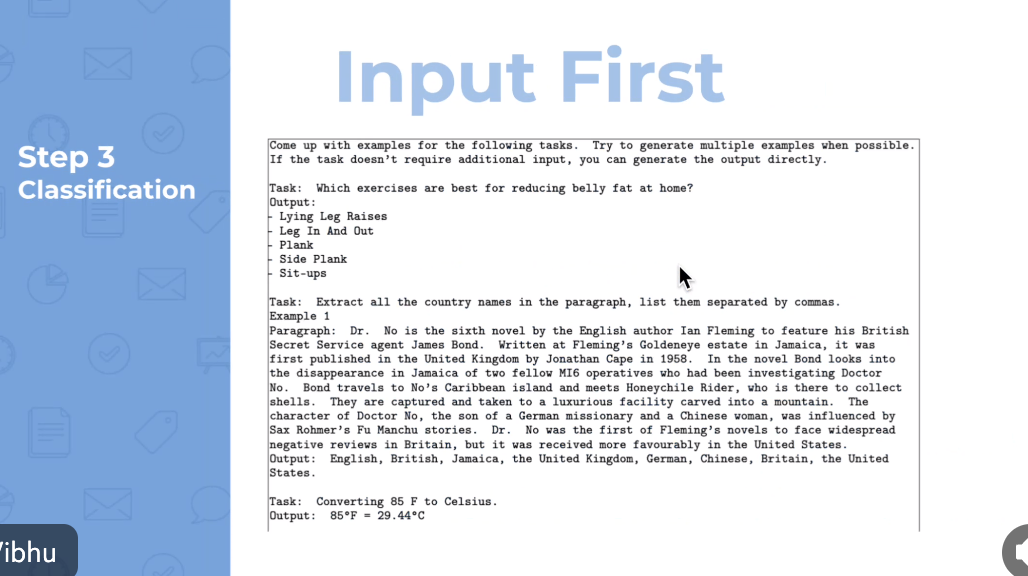 Input First
Step 3
Classification
Come up with examples for the following tasks. Try to generate multiple examples when possible.
If the task doesn't require additional input, you can generate the output directly.
Task: Which exercises are best for reducing belly fat at home?
Output:
- Lying Leg Raises
- Leg In And Out
- Plank
- Side Plank
- Sit-ups
Task: Extract all the country names in the paragraph, list them separated by commas.
Example 1
Paragraph: Dr. No is the sixth novel by the English author Ian Fleming to feature his British
Secret Service agent James Bond. Written at Fleming's Goldeneye estate in Jamaica, it was
first published in the United Kingdom by Jonathan Cape in 1958. In the novel Bond looks into
the disappearance in Jamaica of two fellow MI6 operatives who had been investigating Doctor
No. Bond travels to No's Caribbean island and meets Honeychile Rider, who is there to collect
shells. They are captured and taken to a luxurious facility carved into a mountain. The
character of Doctor No, the son of a German missionary and a Chinese woman, was influenced by
Sax Rohmer's Fu Manchu stories. Dr. No was the first of Fleming's novels to face widespread
negative reviews in Britain, but it was received more favourably in the United States.
Output: English, British, Jamaica, the United Kingdom, German, Chinese, Britain, the United
States.
Task: Converting 85 F to Celsius.
Output: 85°F = 29.44°C
Vibhu